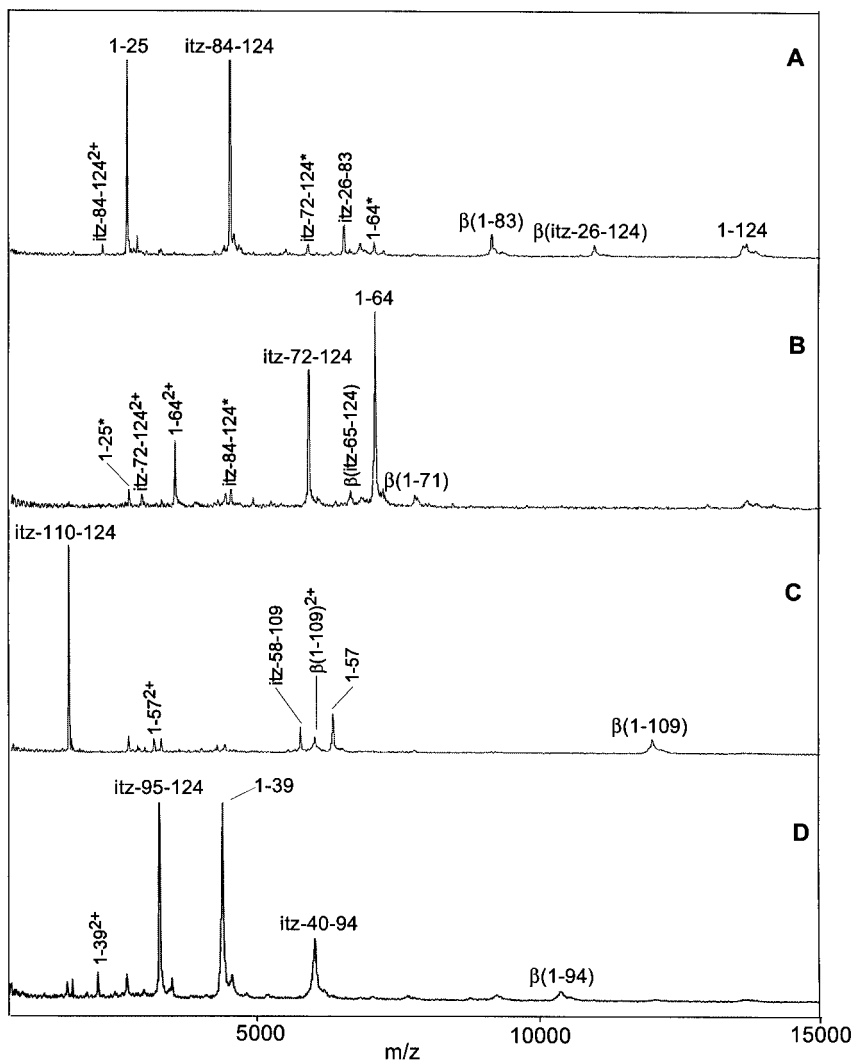 A
1-25
itz-84-124
itz-84-124²⁺
itz-72-124*
itz-26-83
1-64*
β(1-83)
β(itz-26-124)
1-124
B
1-64
itz-72-124
1-25*
itz-72-124²⁺
1-64²⁺
itz-84-124*
β(itz-65-124)
β(1-71)
C
itz-110-124
1-57²⁺
itz-58-109
β(1-109)²⁺
1-57
β(1-109)
D
itz-95-124
1-39
1-39²⁺
itz-40-94
β(1-94)
5000 10000 15000
m/z